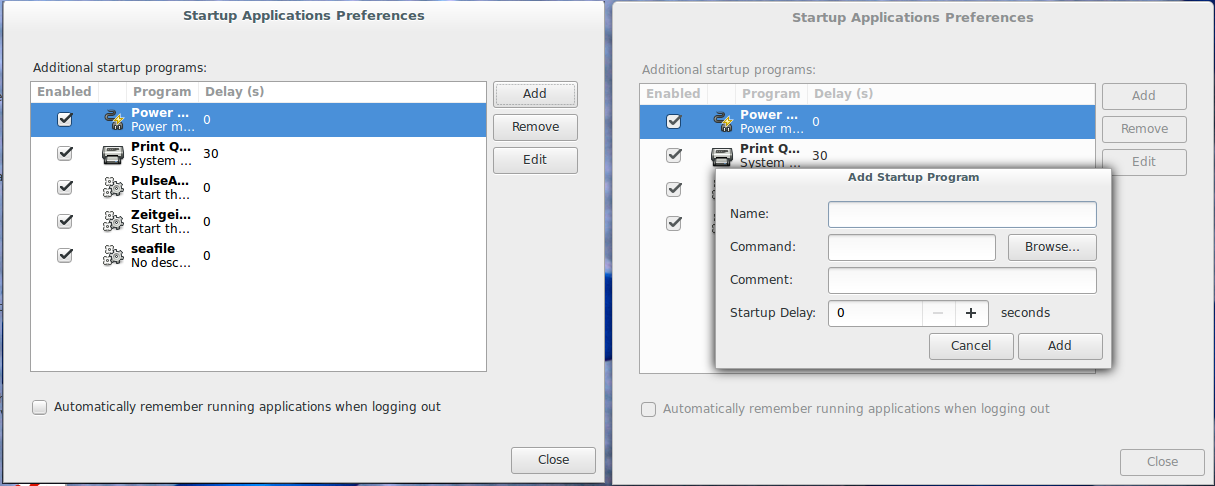 Startup Applications Preferences
Additional startup programs:
Enabled Program Delay (s)
Power ... 0
Power m...
Print Q... 30
System ...
PulseA... 0
Start th...
Zeitgei... 0
Start th...
seafile 0
No desc...
Add
Remove
Edit
Automatically remember running applications when logging out
Close
Startup Applications Preferences
Additional startup programs:
Enabled Program Delay (s)
Power ... 0
Power m...
Print Q... 30
System ...
Add
Remove
Edit
Add Startup Program
Name:
Command: Browse...
Comment:
Startup Delay: 0 − + seconds
Cancel Add
Automatically remember running applications when logging out
Close